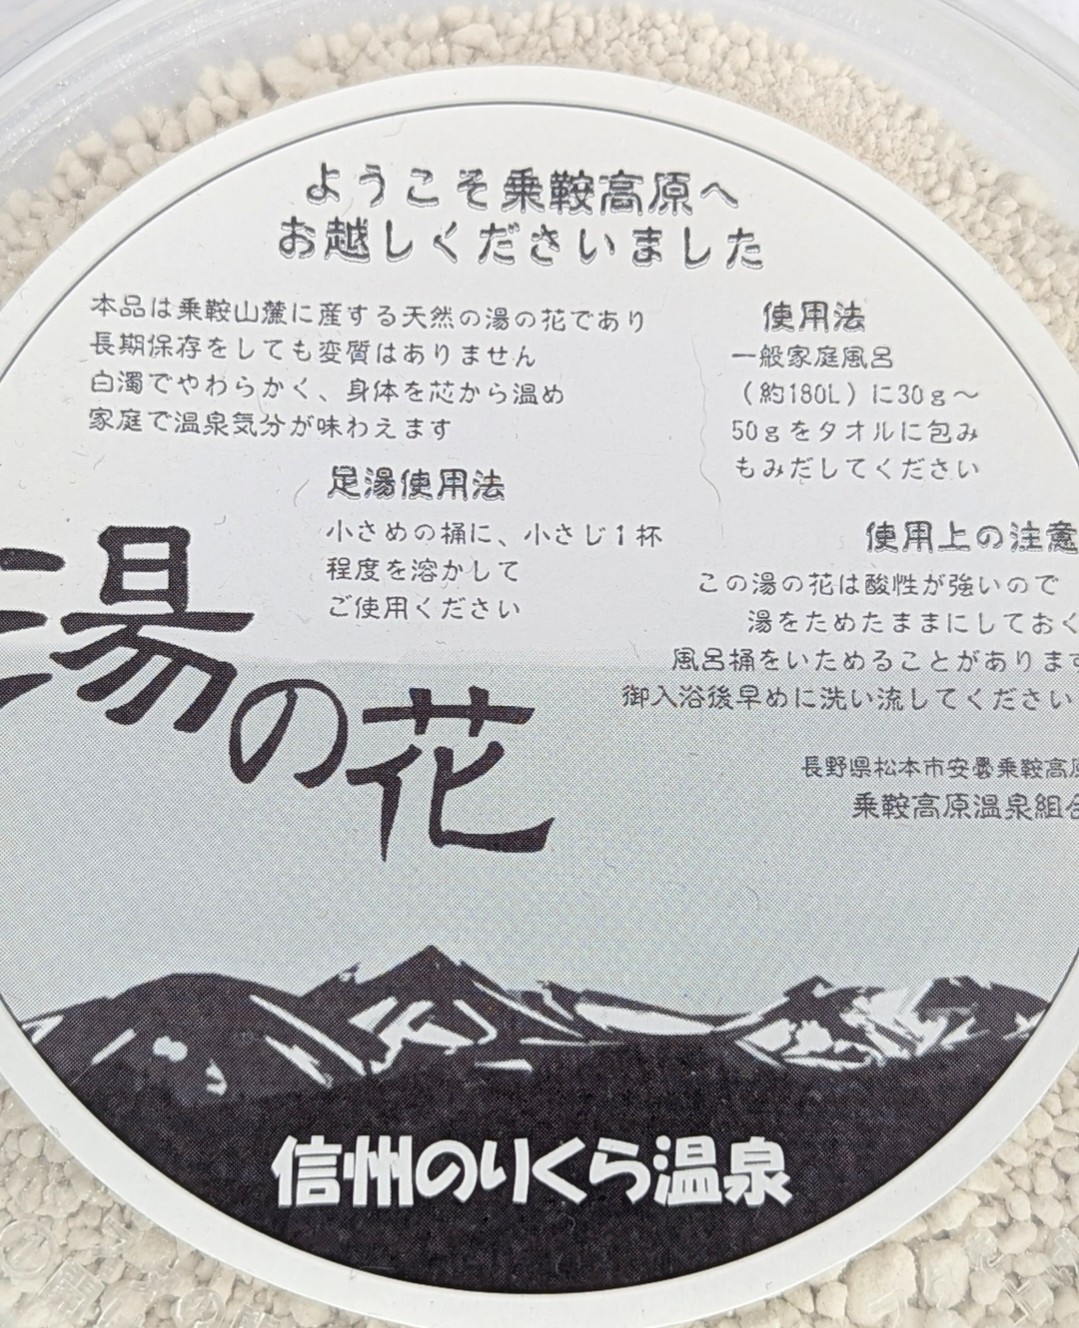 ようこそ乗鞍高原へ
お越しくださいました
本品は乗鞍山麓に産する天然の湯の花であり
長期保存をしても変質はありません
白濁でやわらかく、身体を芯から温め
家庭で温泉気分が味わえます
使用法
一般家庭風呂
(約180L)に30g～
50gをタオルに包み
もみだしてください
足湯使用法
小さめの桶に、小さじ1杯
程度を溶かして
ご使用ください
使用上の注意
この湯の花は酸性が強いので
湯をためたままにしておく
風呂桶をいためることがあります
御入浴後早めに洗い流してください
湯の花
長野県松本市安曇乗鞍高原
乗鞍高原温泉組合
信州のりくら温泉